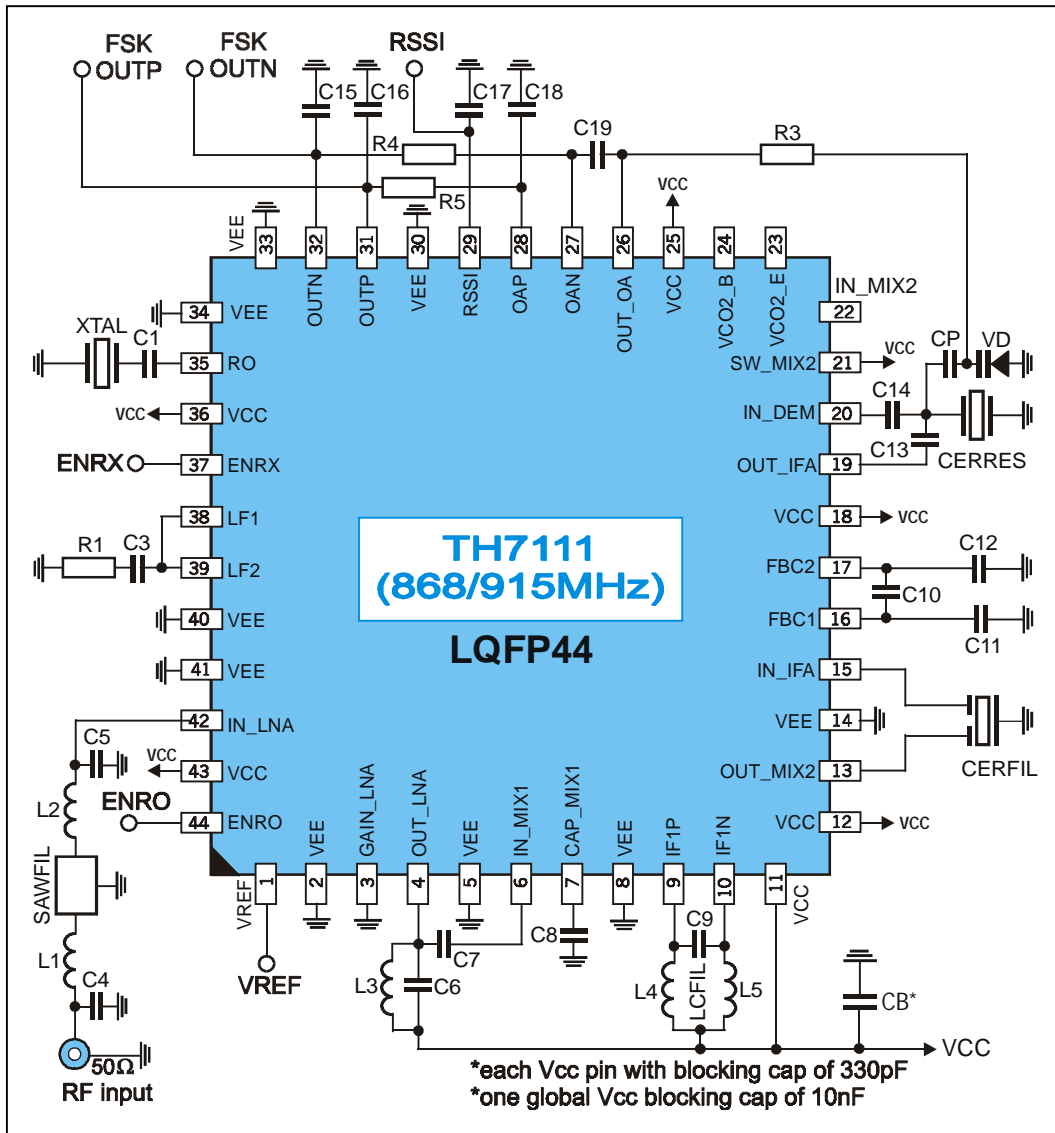 FSK OUTP
FSK OUTN
RSSI
C15
C16
C17
C18
R4
C19
R3
R5
VCC
VEE
33
32
31
30
29
28
27
26
25
24
23
OUTN
OUTP
VEE
RSSI
OAP
OAN
OUT_OA
VCC
VCO2_B
VCO2_E
IN_MIX2
22
34
VEE
XTAL
C1
35
RO
VCC
36
VCC
ENRX
37
ENRX
38
LF1
R1
C3
39
LF2
40
VEE
41
VEE
42
IN_LNA
C5
VCC
43
VCC
ENRO
44
ENRO
L2
SAWFIL
L1
C4
50Ω
RF input
SW_MIX2
21
VCC
CP
VD
IN_DEM
20
C14
C13
OUT_IFA
19
CERRES
VCC
18
VCC
FBC2
17
C12
C10
FBC1
16
C11
IN_IFA
15
VEE
14
OUT_MIX2
13
CERFIL
VCC
12
VCC
TH7111
(868/915MHz)
LQFP44
VREF
VEE
GAIN_LNA
OUT_LNA
VEE
IN_MIX1
CAP_MIX1
VEE
IF1P
IF1N
VCC
1
2
3
4
5
6
7
8
9
10
11
VREF
C7
L3
C6
C8
C9
L4
LCFIL
L5
CB*
VCC
*each Vcc pin with blocking cap of 330pF
*one global Vcc blocking cap of 10nF